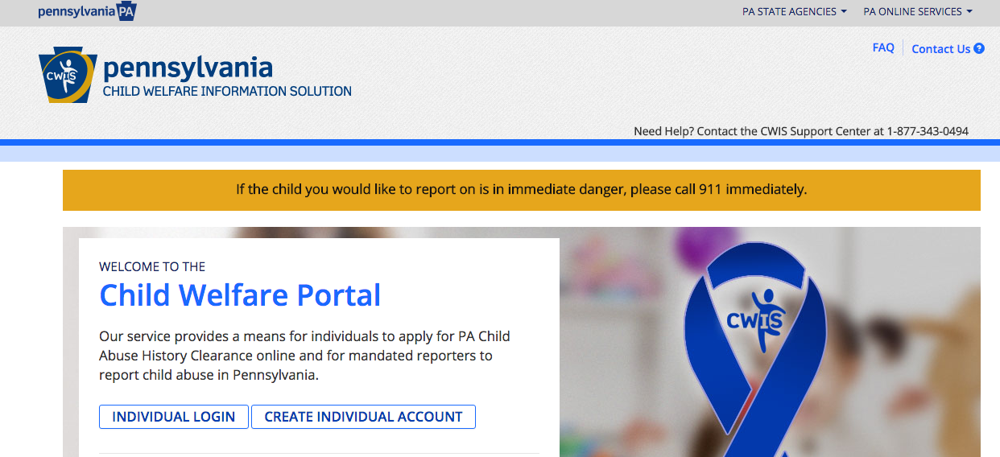 pennsylvania PA
PA STATE AGENCIES
PA ONLINE SERVICES
FAQ
Contact Us ?
CWIS
pennsylvania
CHILD WELFARE INFORMATION SOLUTION
Need Help? Contact the CWIS Support Center at 1-877-343-0494
If the child you would like to report on is in immediate danger, please call 911 immediately.
WELCOME TO THE
Child Welfare Portal
Our service provides a means for individuals to apply for PA Child
Abuse History Clearance online and for mandated reporters to
report child abuse in Pennsylvania.
INDIVIDUAL LOGIN
CREATE INDIVIDUAL ACCOUNT
CWIS